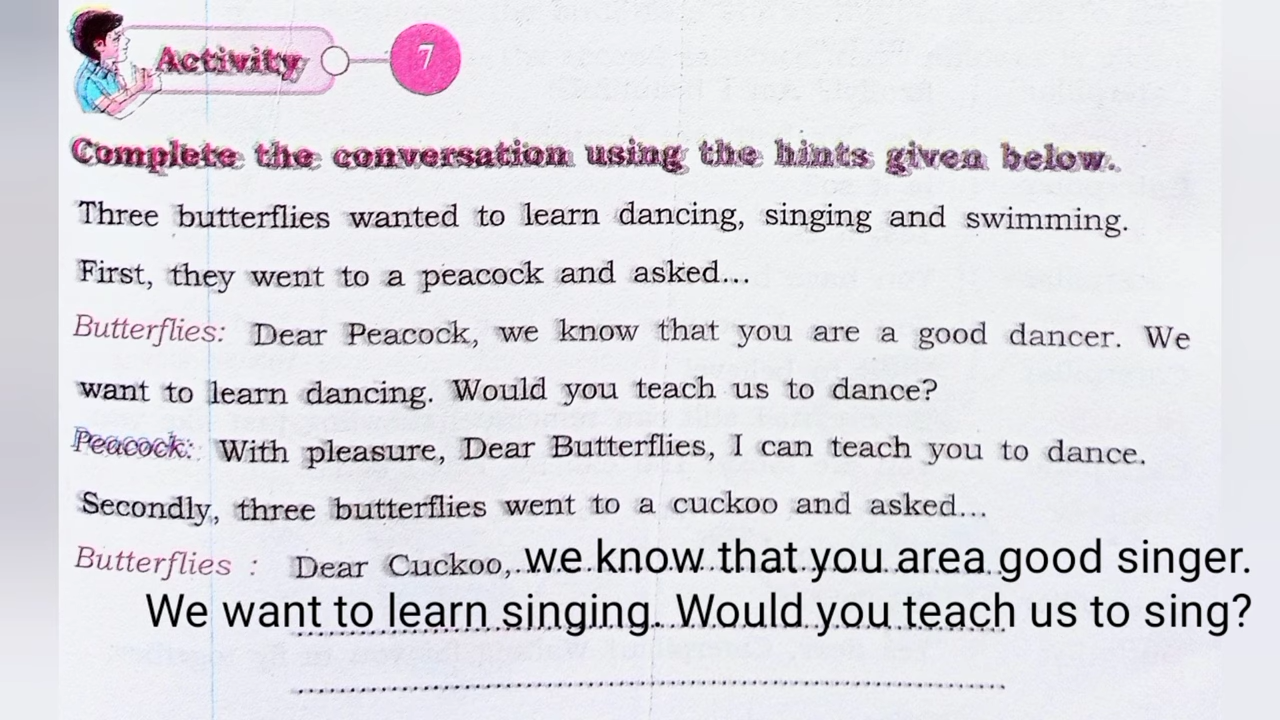 Activity 7
Complete the conversation using the hints given below.
Three butterflies wanted to learn dancing, singing and swimming.
First, they went to a peacock and asked...
Butterflies: Dear Peacock, we know that you are a good dancer. We
want to learn dancing. Would you teach us to dance?
Peacock: With pleasure, Dear Butterflies, I can teach you to dance.
Secondly, three butterflies went to a cuckoo and asked...
Butterflies : Dear Cuckoo, we know that you area good singer.
We want to learn singing. Would you teach us to sing?